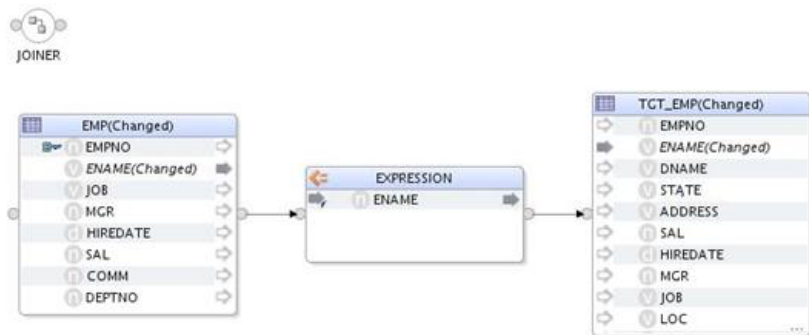 JOINER
EMP(Changed)
EMPNO
ENAME(Changed)
JOB
MGR
HIREDATE
SAL
COMM
DEPTNO
EXPRESSION
ENAME
TGT_EMP(Changed)
EMPNO
ENAME(Changed)
DNAME
STATE
ADDRESS
SAL
HIREDATE
MGR
JOB
LOC
...